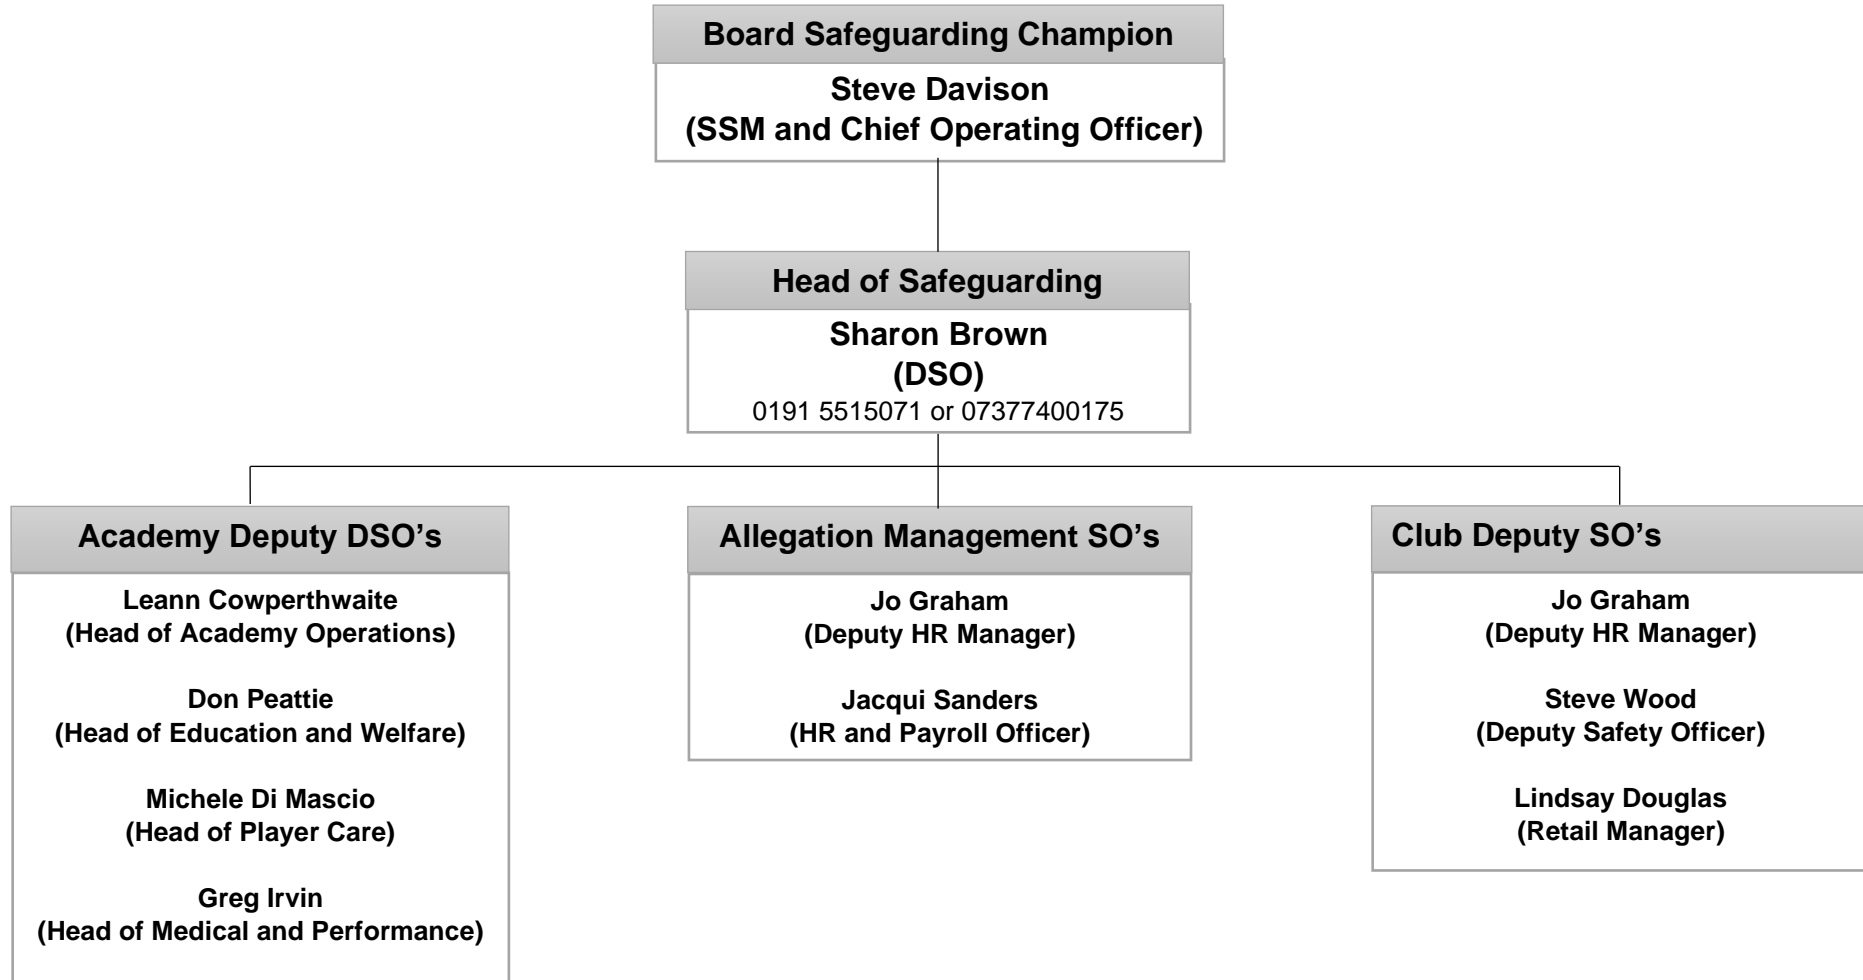 Board Safeguarding Champion
Steve Davison
(SSM and Chief Operating Officer)
Head of Safeguarding
Sharon Brown
(DSO)
0191 5515071 or 07377400175
Academy Deputy DSO’s
Leann Cowperthwaite
(Head of Academy Operations)
Don Peattie
(Head of Education and Welfare)
Michele Di Mascio
(Head of Player Care)
Greg Irvin
(Head of Medical and Performance)
Allegation Management SO’s
Jo Graham
(Deputy HR Manager)
Jacqui Sanders
(HR and Payroll Officer)
Club Deputy SO’s
Jo Graham
(Deputy HR Manager)
Steve Wood
(Deputy Safety Officer)
Lindsay Douglas
(Retail Manager)